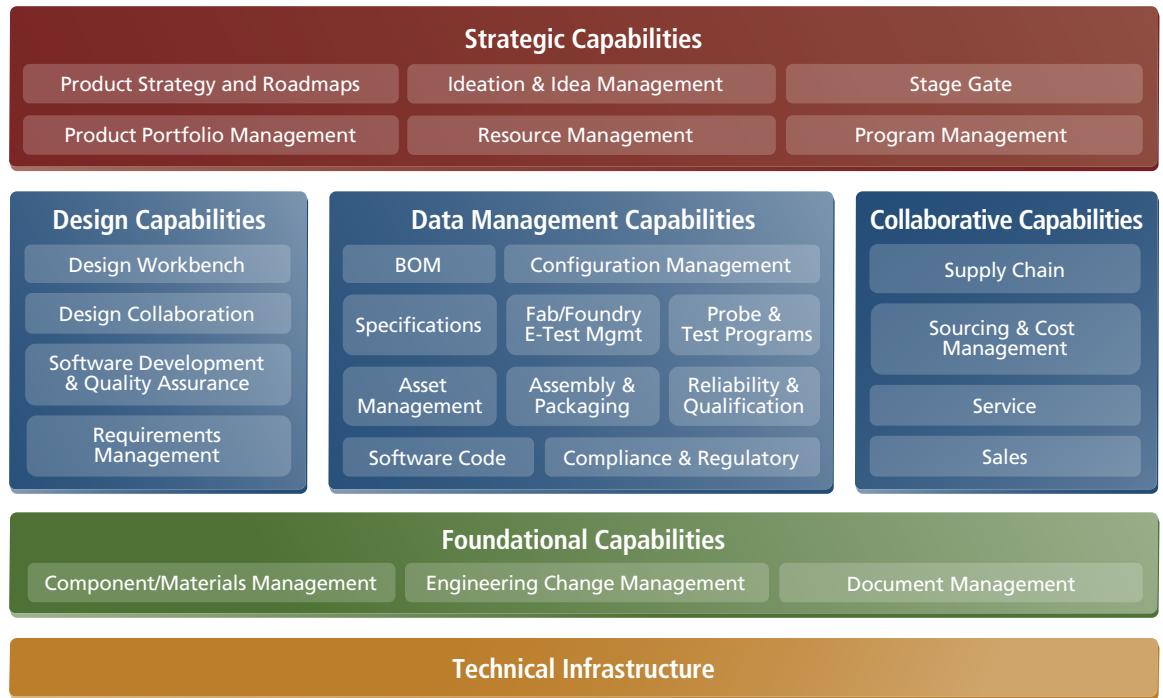 Strategic Capabilities
Product Strategy and Roadmaps
Ideation & Idea Management
Stage Gate
Product Portfolio Management
Resource Management
Program Management
Design Capabilities
Design Workbench
Design Collaboration
Software Development
& Quality Assurance
Requirements
Management
Data Management Capabilities
BOM
Configuration Management
Specifications
Fab/Foundry
E-Test Mgmt
Probe &
Test Programs
Asset
Management
Assembly &
Packaging
Reliability &
Qualification
Software Code
Compliance & Regulatory
Collaborative Capabilities
Supply Chain
Sourcing & Cost
Management
Service
Sales
Foundational Capabilities
Component/Materials Management
Engineering Change Management
Document Management
Technical Infrastructure